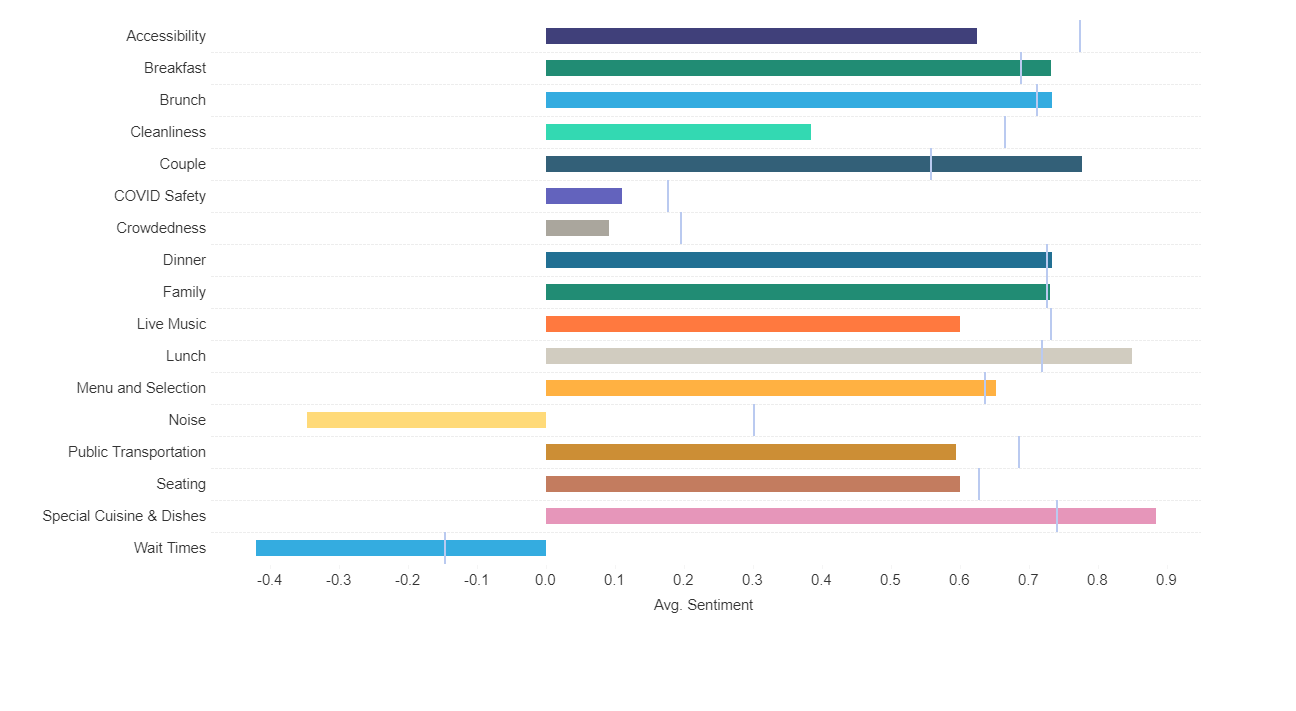 Accessibility
Breakfast
Brunch
Cleanliness
Couple
COVID Safety
Crowdedness
Dinner
Family
Live Music
Lunch
Menu and Selection
Noise
Public Transportation
Seating
Special Cuisine & Dishes
Wait Times
-0.4 -0.3 -0.2 -0.1 0.0 0.1 0.2 0.3 0.4 0.5 0.6 0.7 0.8 0.9
Avg. Sentiment